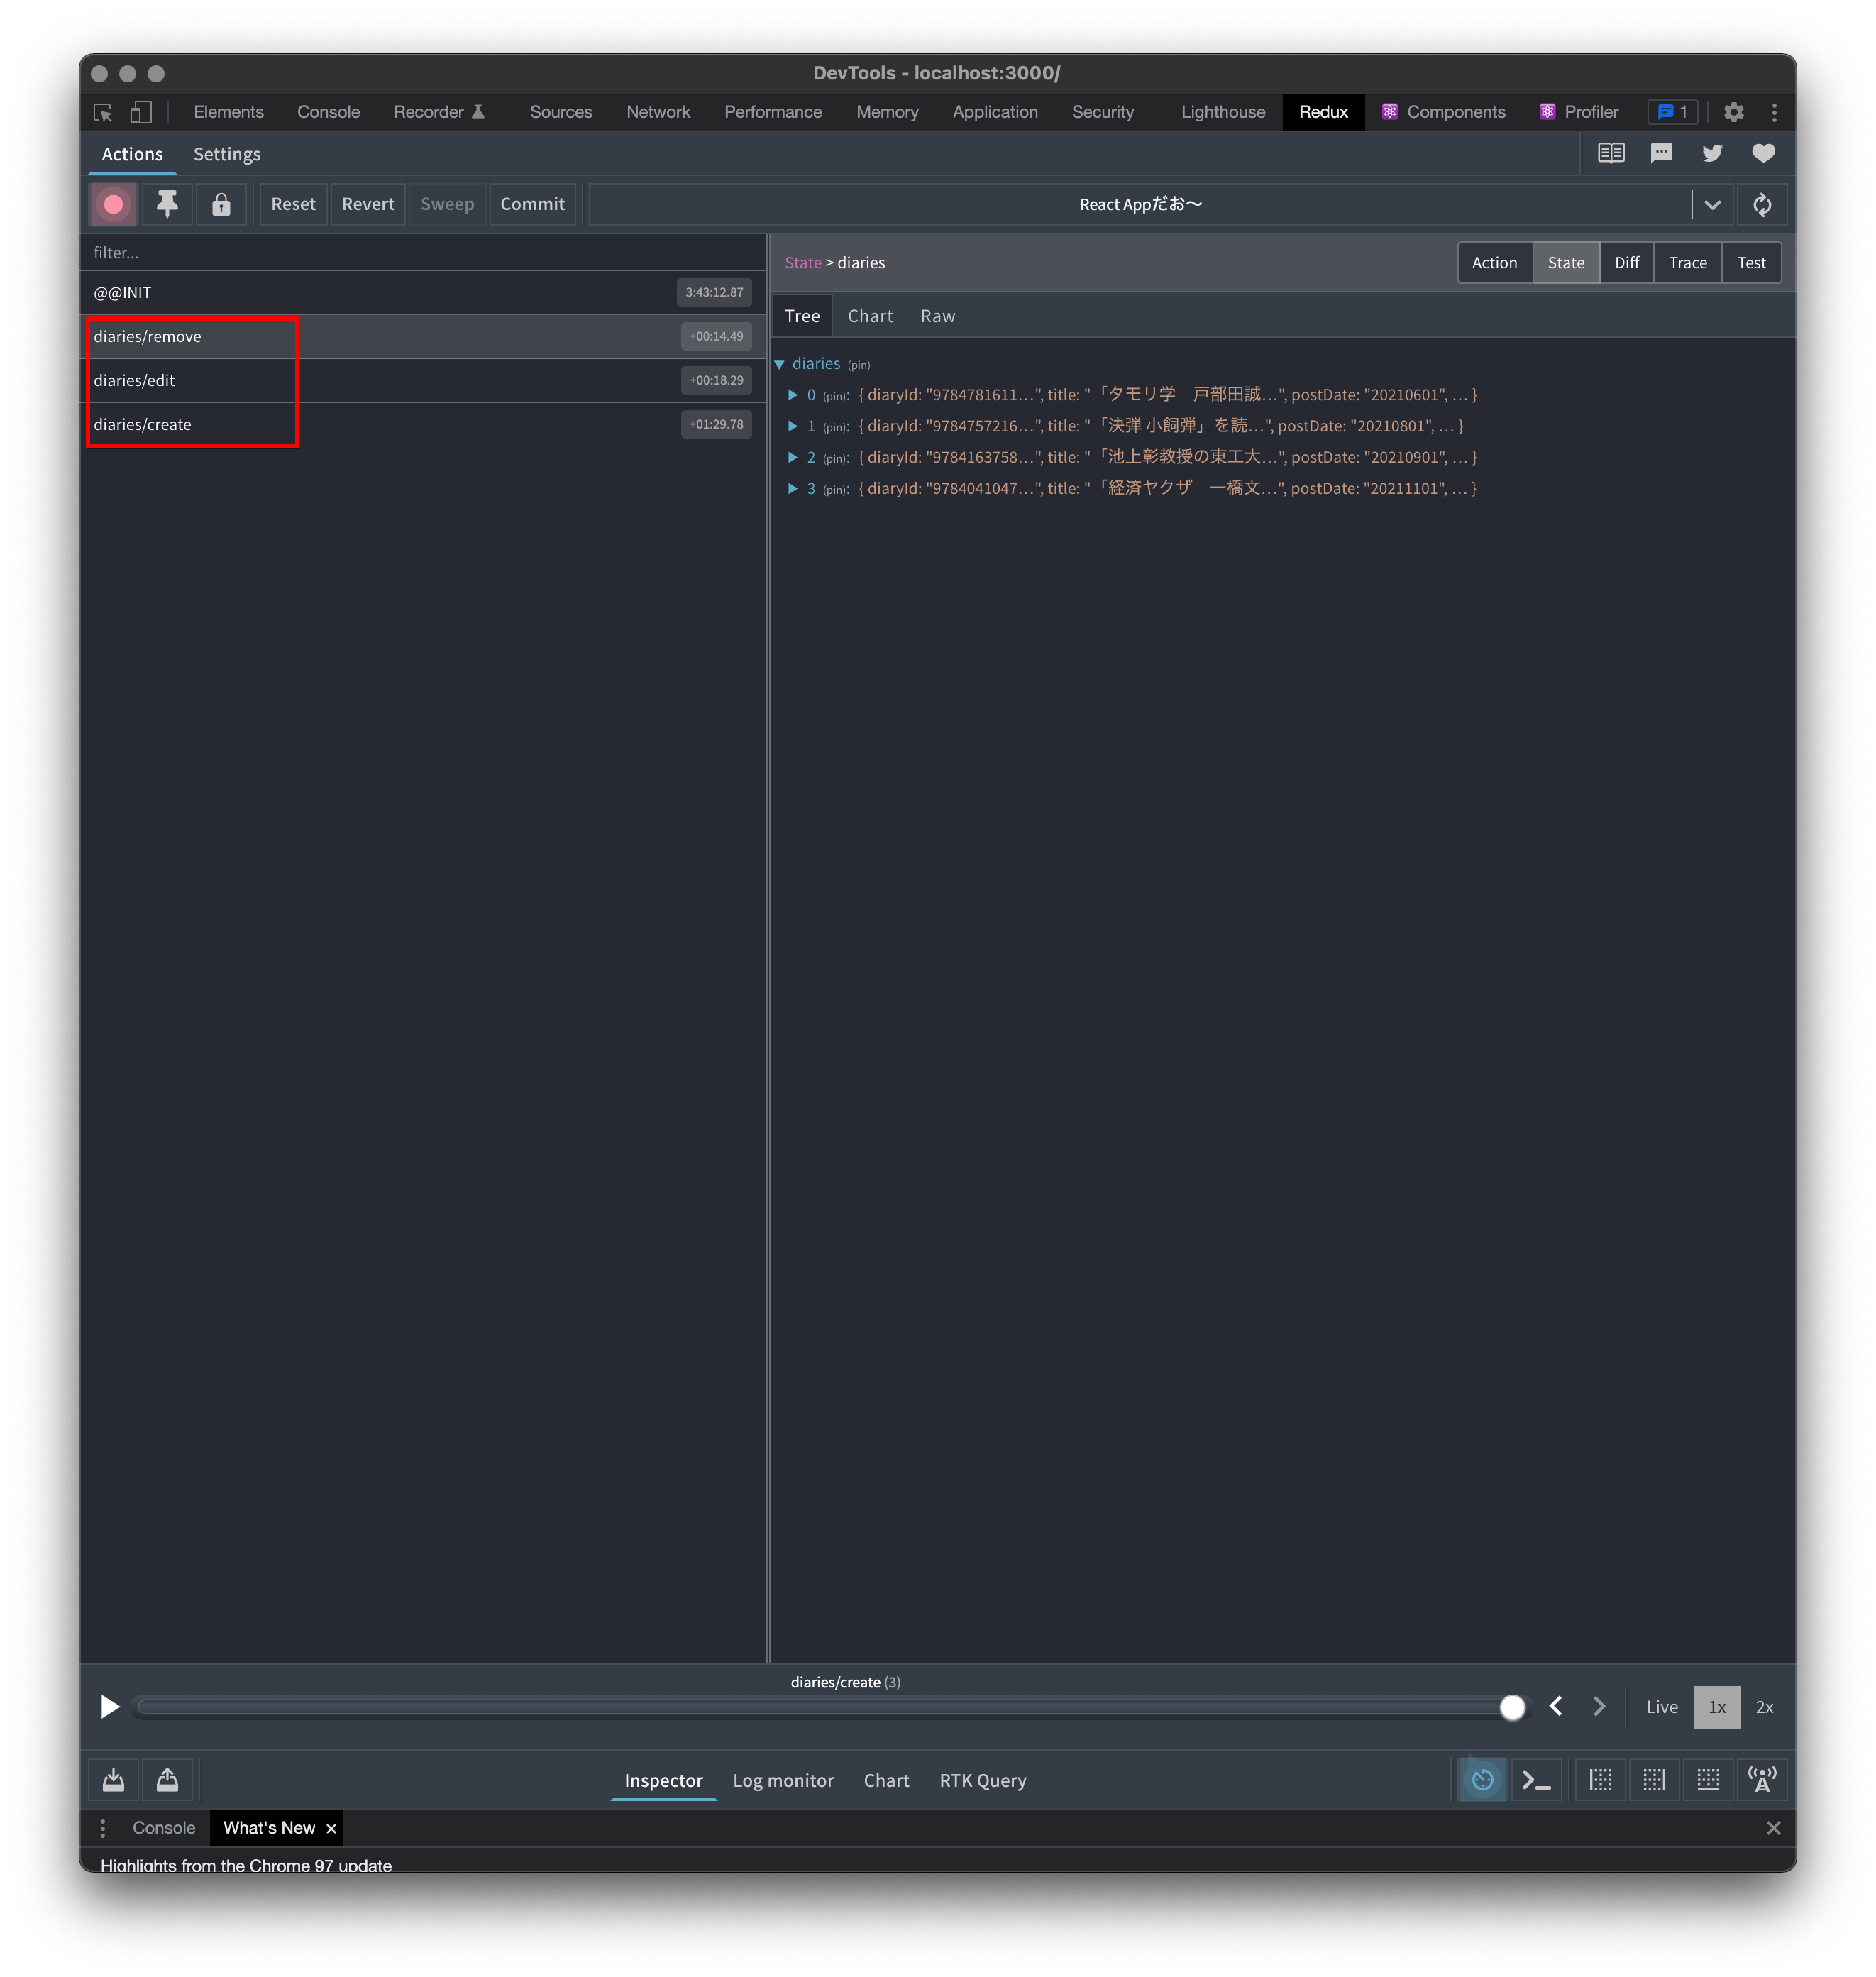 DevTools - localhost:3000/
Elements Console Recorder Sources Network Performance Memory Application Security Lighthouse Redux Components Profiler 1
Actions Settings
Reset Revert Sweep Commit React Appだお〜
filter...
@@INIT 3:43:12.87
diaries/remove +00:14.49
diaries/edit +00:18.29
diaries/create +01:29.78
State > diaries
Action State Diff Trace Test
Tree Chart Raw
diaries (pin)
0 (pin): { diaryId: "9784781611…", title: "「タモリ学　戸部田誠…", postDate: "20210601", … }
1 (pin): { diaryId: "9784757216…", title: "「決弾 小飼弾」を読…", postDate: "20210801", … }
2 (pin): { diaryId: "9784163758…", title: "「池上彰教授の東工大…", postDate: "20210901", … }
3 (pin): { diaryId: "9784041047…", title: "「経済ヤクザ　一橋文…", postDate: "20211101", … }
diaries/create (3)
Live 1x 2x
Inspector Log monitor Chart RTK Query
Console What's New
Highlights from the Chrome 97 update